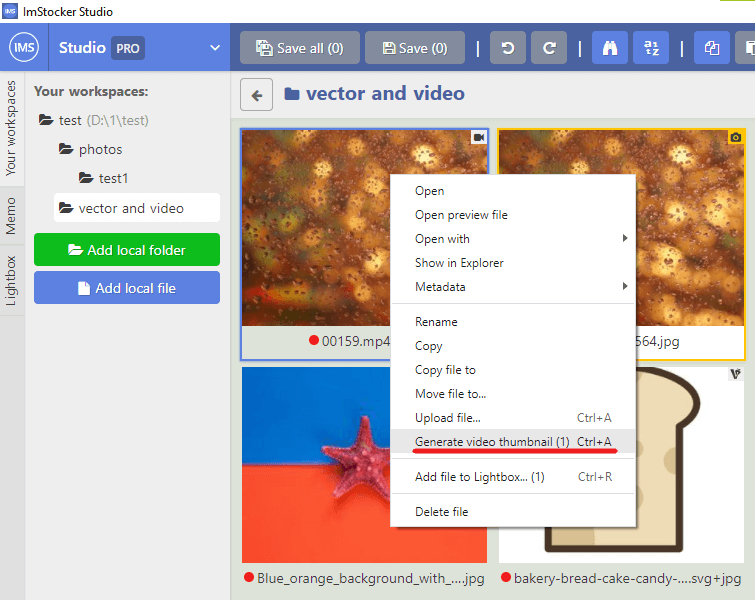 IMS ImStocker Studio
IMS Studio PRO
Save all (0)
Save (0)
Your workspaces
Memo
Lightbox
Your workspaces:
test (D:\1\test)
photos
test1
vector and video
Add local folder
Add local file
vector and video
00159.mp4
564.jpg
Blue_orange_background_with_....jpg
bakery-bread-cake-candy-....svg+jpg
Open
Open preview file
Open with
Show in Explorer
Metadata
Rename
Copy
Copy file to
Move file to...
Upload file... Ctrl+A
Generate video thumbnail (1) Ctrl+A
Add file to Lightbox... (1) Ctrl+R
Delete file